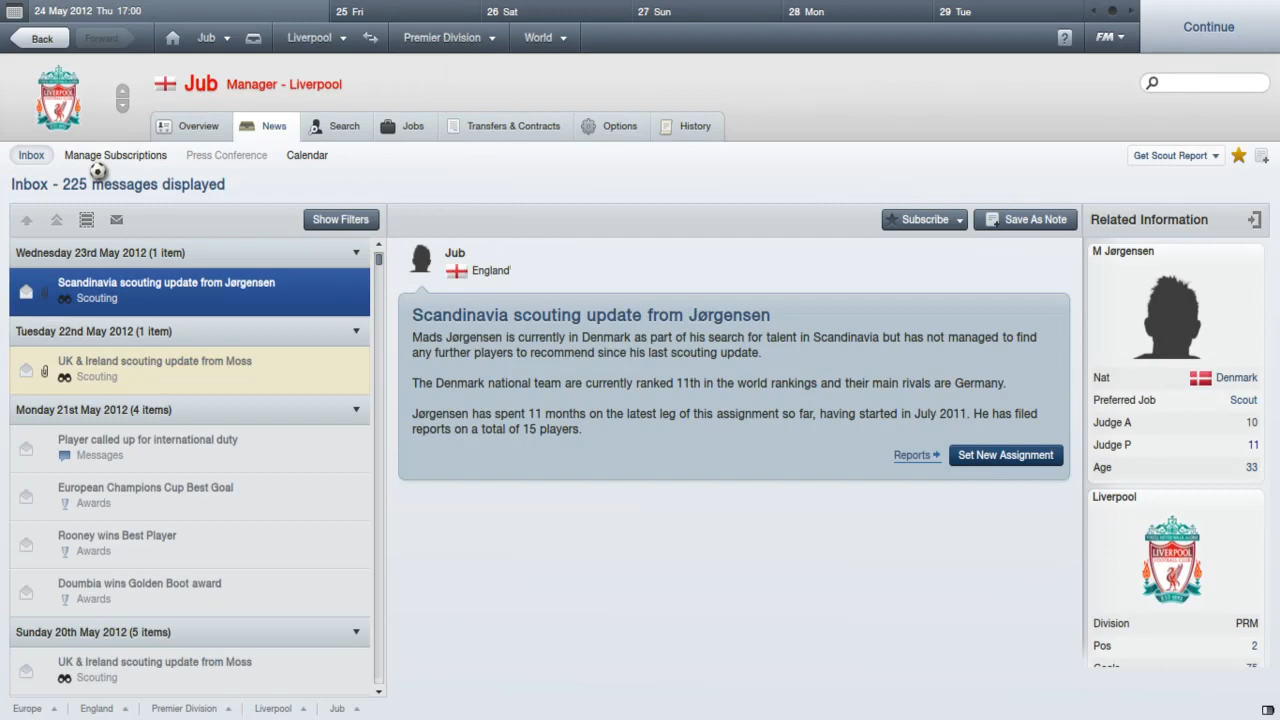 24 May 2012 Thu 17:00
25 Fri
26 Sat
27 Sun
28 Mon
29 Tue
Continue
Back
Forward
Jub
Liverpool
Premier Division
World
?
FM
LIVERPOOL
Jub Manager - Liverpool
Overview
News
Search
Jobs
Transfers & Contracts
Options
History
Inbox
Manage Subscriptions
Press Conference
Calendar
Get Scout Report
Inbox - 225 messages displayed
Show Filters
Subscribe
Save As Note
Related Information
Wednesday 23rd May 2012 (1 item)
Scandinavia scouting update from Jørgensen
Scouting
Tuesday 22nd May 2012 (1 item)
UK & Ireland scouting update from Moss
Scouting
Monday 21st May 2012 (4 items)
Player called up for international duty
Messages
European Champions Cup Best Goal
Awards
Rooney wins Best Player
Awards
Doumbia wins Golden Boot award
Awards
Sunday 20th May 2012 (5 items)
UK & Ireland scouting update from Moss
Scouting
Jub
England
Scandinavia scouting update from Jørgensen
Mads Jørgensen is currently in Denmark as part of his search for talent in Scandinavia but has not managed to find
any further players to recommend since his last scouting update.
The Denmark national team are currently ranked 11th in the world rankings and their main rivals are Germany.
Jørgensen has spent 11 months on the latest leg of this assignment so far, having started in July 2011. He has filed
reports on a total of 15 players.
Reports
Set New Assignment
M Jørgensen
Nat Denmark
Preferred Job Scout
Judge A 10
Judge P 11
Age 33
Liverpool
LIVERPOOL
FOOTBALL CLUB
Division PRM
Pos 2
Europe
England
Premier Division
Liverpool
Jub